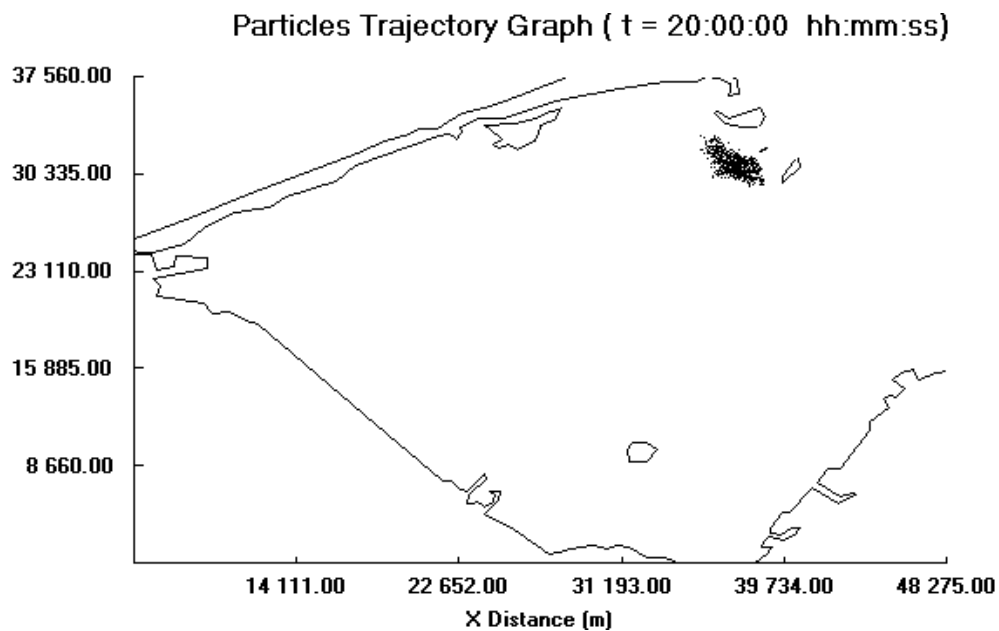 Particles Trajectory Graph ( t = 20:00:00 hh:mm:ss)
37 560.00
30 335.00
23 110.00
15 885.00
8 660.00
14 111.00 22 652.00 31 193.00 39 734.00 48 275.00
X Distance (m)